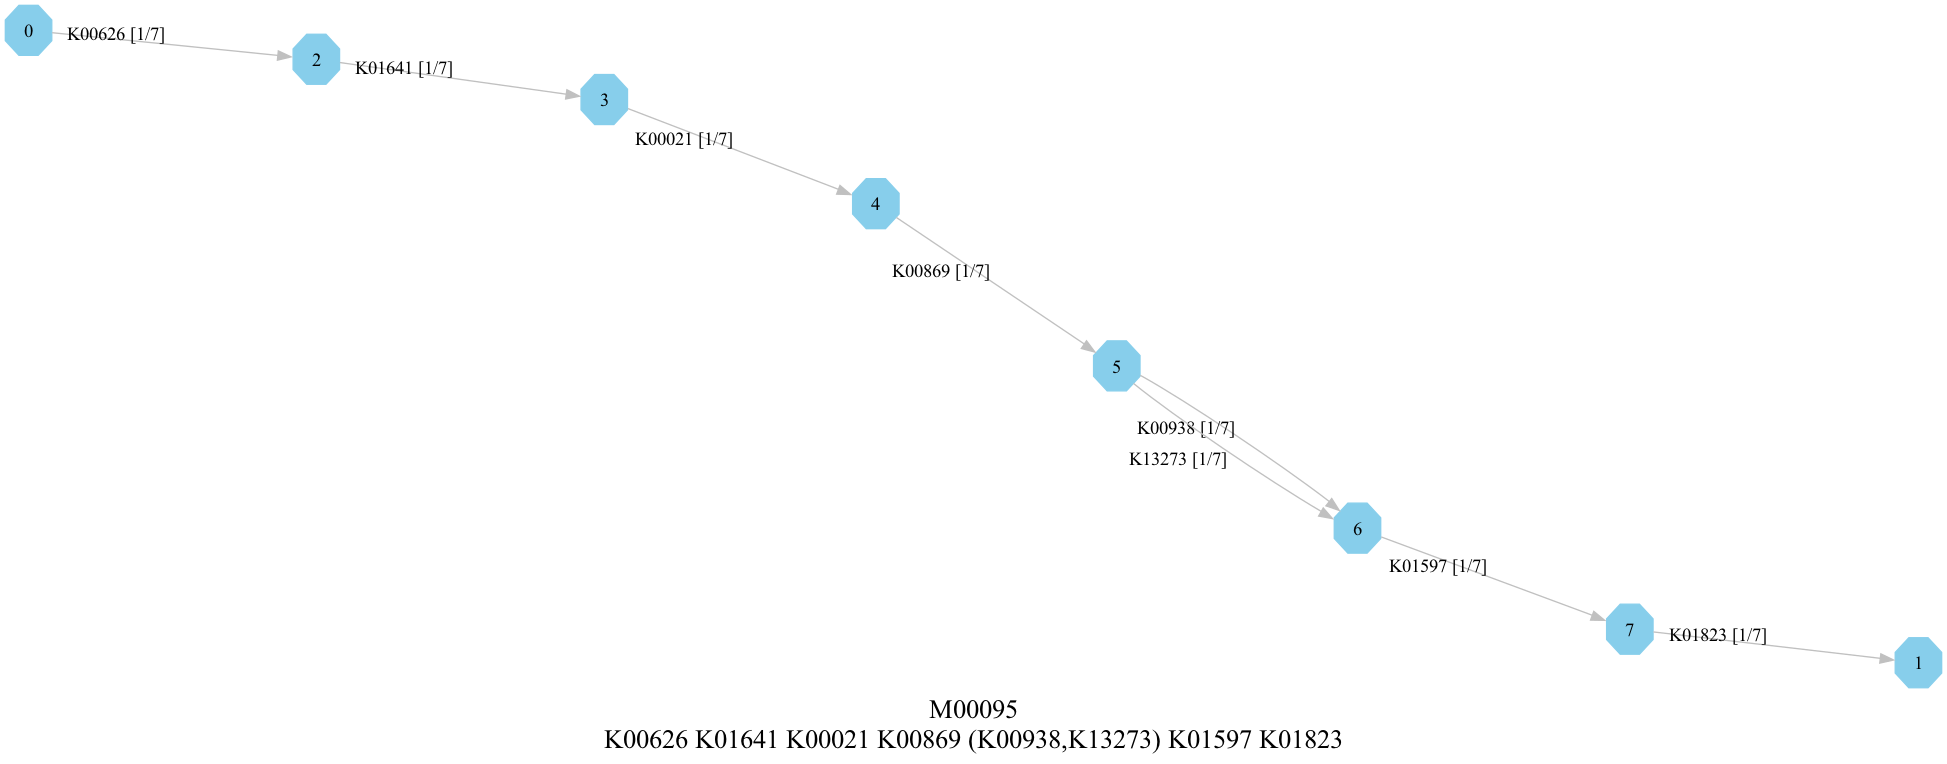 0
K00626 [1/7]
2
K01641 [1/7]
3
K00021 [1/7]
4
K00869 [1/7]
5
K00938 [1/7]
K13273 [1/7]
6
K01597 [1/7]
7
K01823 [1/7]
1
M00095
K00626 K01641 K00021 K00869 (K00938,K13273) K01597 K01823